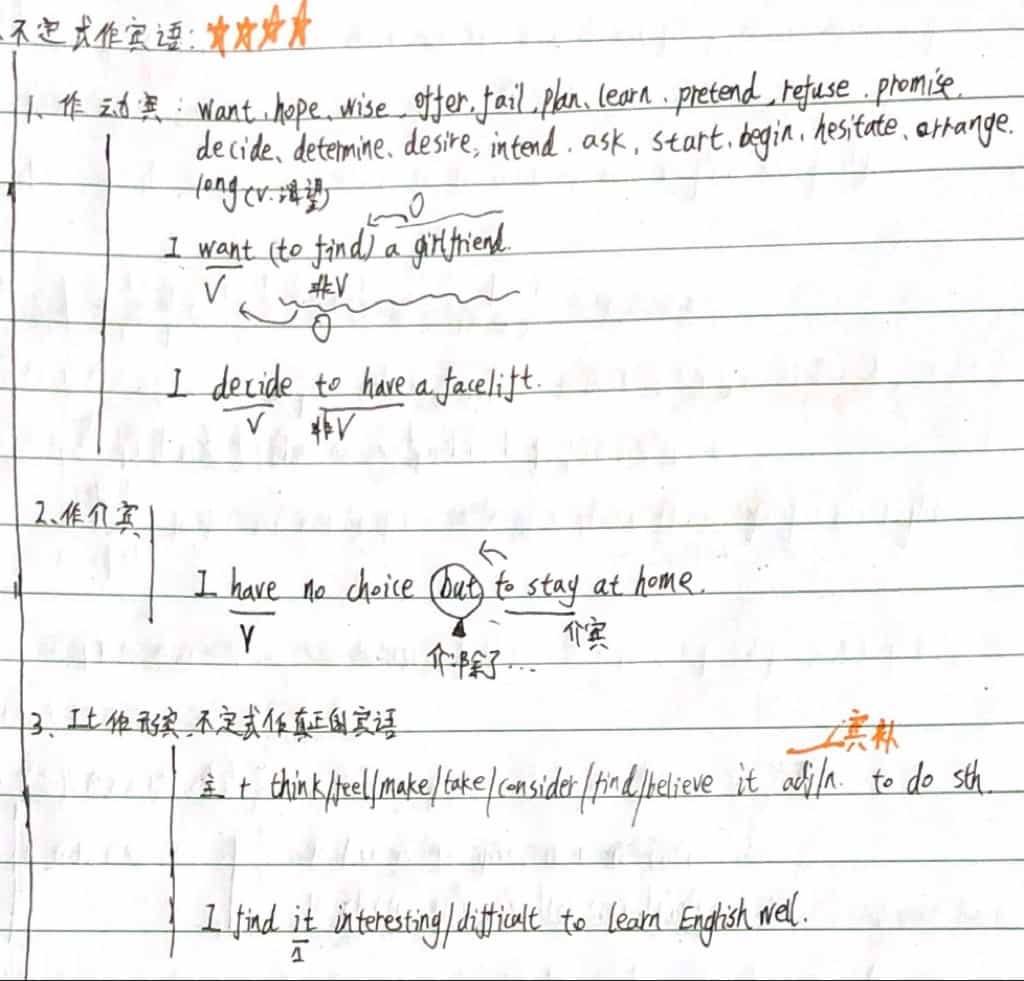 不定式作宾语: ☆☆☆☆
1. 作动宾: want, hope, wise, offer, fail, plan, learn, pretend, refuse, promise,
decide, determine, desire, intend, ask, start, begin, hesitate, arrange.
long (v. 渴望)
O
I want (to find) a girlfriend.
V 非V
O
I decide to have a facelift.
V 非V
2. 作介宾
I have no choice but to stay at home.
V 介宾
介:除了...
3. It 作形宾, 不定式作真正的宾语
宾补
主 + think/feel/make/take/consider/find/believe it adj/n. to do sth.
I find it interesting/difficult to learn English well.